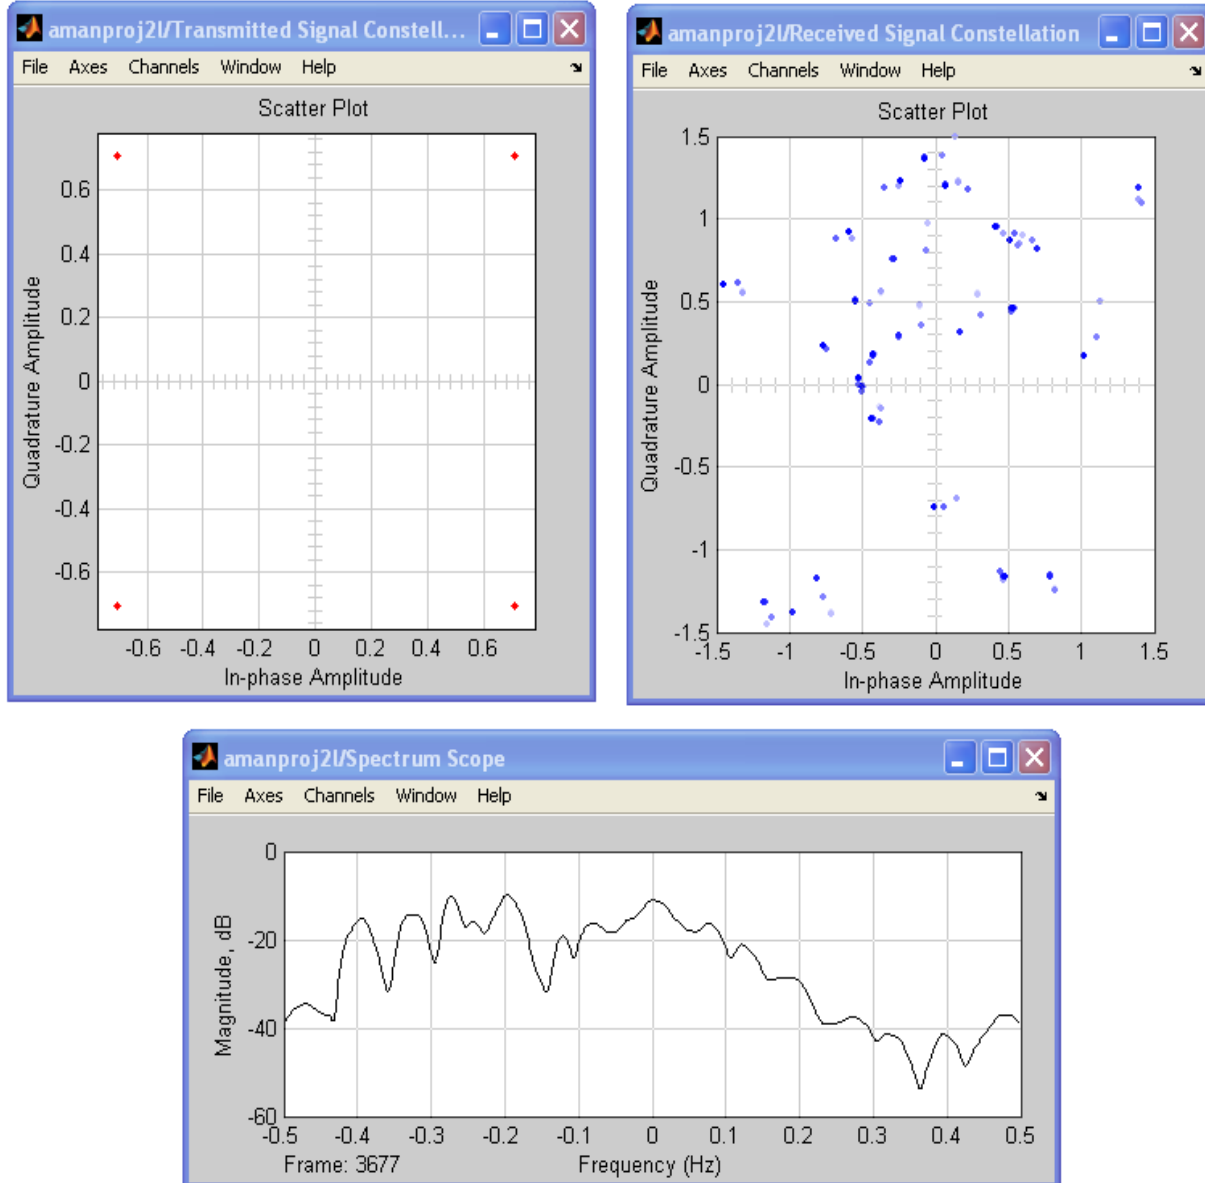 amanproj2l/Transmitted Signal Constell...
File Axes Channels Window Help
Scatter Plot
0.6
0.4
0.2
0
-0.2
-0.4
-0.6
Quadrature Amplitude
-0.6 -0.4 -0.2 0 0.2 0.4 0.6
In-phase Amplitude
amanproj2l/Received Signal Constellation
File Axes Channels Window Help
Scatter Plot
1.5
1
0.5
0
-0.5
-1
-1.5
Quadrature Amplitude
-1.5 -1 -0.5 0 0.5 1 1.5
In-phase Amplitude
amanproj2l/Spectrum Scope
File Axes Channels Window Help
0
-20
-40
-60
Magnitude, dB
-0.5 -0.4 -0.3 -0.2 -0.1 0 0.1 0.2 0.3 0.4 0.5
Frame: 3677 Frequency (Hz)